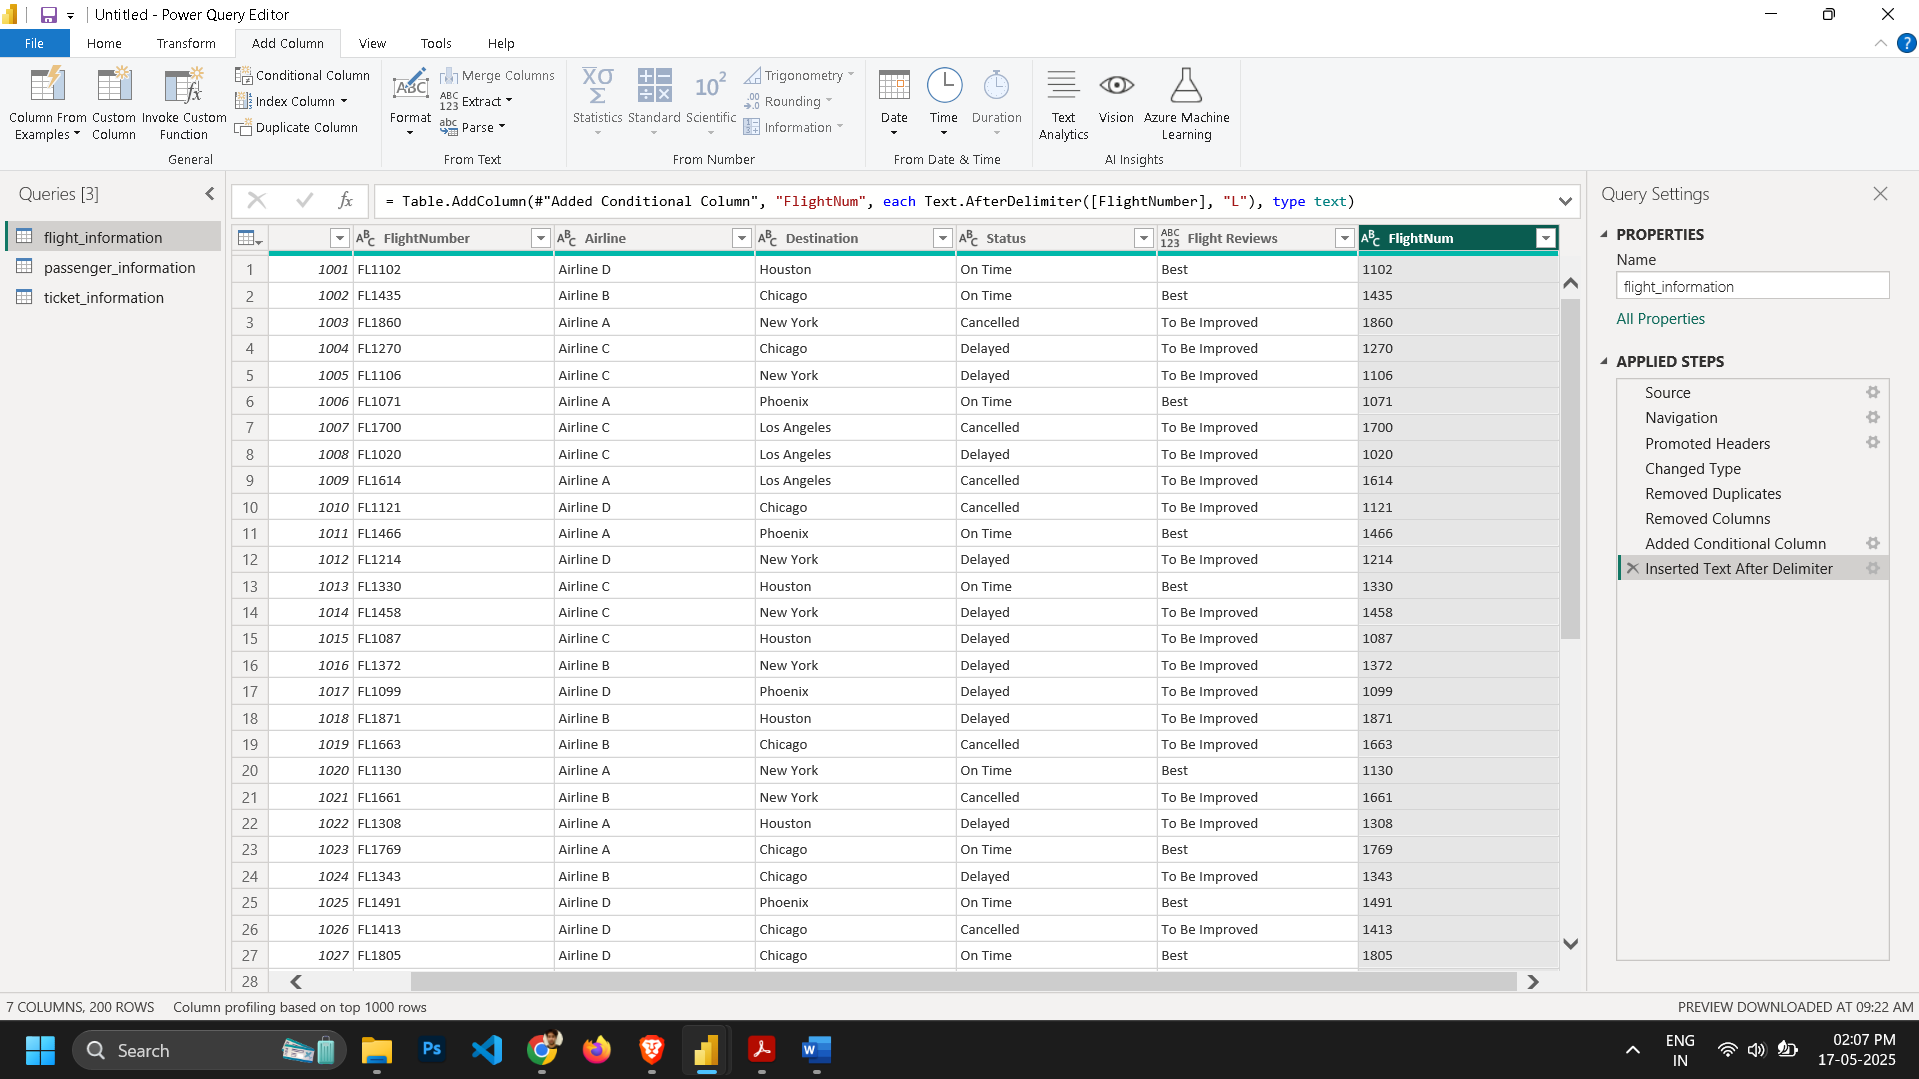 Untitled - Power Query Editor
File Home Transform Add Column View Tools Help
Column From Examples
Custom Column
Invoke Custom Function
Conditional Column
Index Column
Duplicate Column
General
Format
Merge Columns
Extract
Parse
From Text
Statistics
Standard
Scientific
Trigonometry
Rounding
Information
From Number
Date
Time
Duration
From Date & Time
Text Analytics
Vision
Azure Machine Learning
AI Insights
Queries [3]
flight_information
passenger_information
ticket_information
= Table.AddColumn(#"Added Conditional Column", "FlightNum", each Text.AfterDelimiter([FlightNumber], "L"), type text)
FlightNumber Airline Destination Status Flight Reviews FlightNum
1 1001 FL1102 Airline D Houston On Time Best 1102
2 1002 FL1435 Airline B Chicago On Time Best 1435
3 1003 FL1860 Airline A New York Cancelled To Be Improved 1860
4 1004 FL1270 Airline C Chicago Delayed To Be Improved 1270
5 1005 FL1106 Airline C New York Delayed To Be Improved 1106
6 1006 FL1071 Airline A Phoenix On Time Best 1071
7 1007 FL1700 Airline C Los Angeles Cancelled To Be Improved 1700
8 1008 FL1020 Airline C Los Angeles Delayed To Be Improved 1020
9 1009 FL1614 Airline A Los Angeles Cancelled To Be Improved 1614
10 1010 FL1121 Airline D Chicago Cancelled To Be Improved 1121
11 1011 FL1466 Airline A Phoenix On Time Best 1466
12 1012 FL1214 Airline D New York Delayed To Be Improved 1214
13 1013 FL1330 Airline C Houston On Time Best 1330
14 1014 FL1458 Airline C New York Delayed To Be Improved 1458
15 1015 FL1087 Airline C Houston Delayed To Be Improved 1087
16 1016 FL1372 Airline B New York Delayed To Be Improved 1372
17 1017 FL1099 Airline D Phoenix Delayed To Be Improved 1099
18 1018 FL1871 Airline B Houston Delayed To Be Improved 1871
19 1019 FL1663 Airline B Chicago Cancelled To Be Improved 1663
20 1020 FL1130 Airline A New York On Time Best 1130
21 1021 FL1661 Airline B New York Cancelled To Be Improved 1661
22 1022 FL1308 Airline A Houston Delayed To Be Improved 1308
23 1023 FL1769 Airline A Chicago On Time Best 1769
24 1024 FL1343 Airline B Chicago Delayed To Be Improved 1343
25 1025 FL1491 Airline D Phoenix On Time Best 1491
26 1026 FL1413 Airline D Chicago Cancelled To Be Improved 1413
27 1027 FL1805 Airline D Chicago On Time Best 1805
28
Query Settings
PROPERTIES
Name
flight_information
All Properties
APPLIED STEPS
Source
Navigation
Promoted Headers
Changed Type
Removed Duplicates
Removed Columns
Added Conditional Column
Inserted Text After Delimiter
7 COLUMNS, 200 ROWS Column profiling based on top 1000 rows
PREVIEW DOWNLOADED AT 09:22 AM
Search
ENG
IN
02:07 PM
17-05-2025